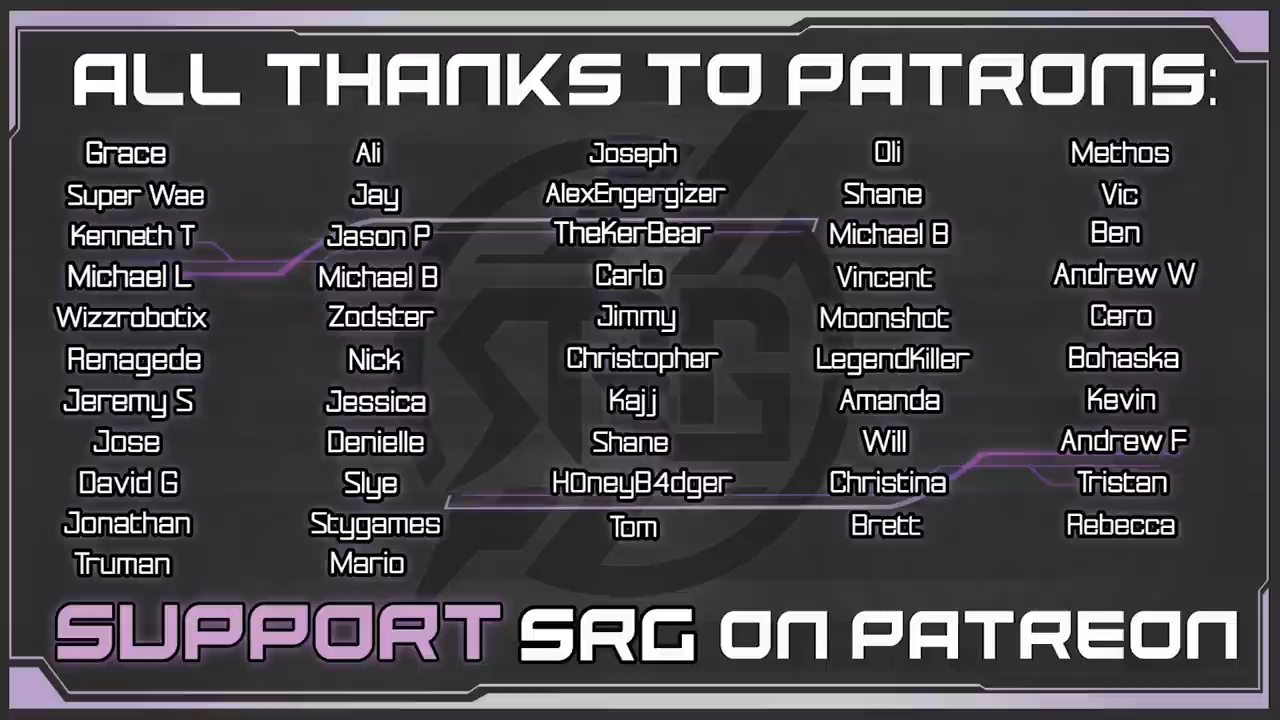 ALL THANKS TO PATRONS:
Grace Ali Joseph Oli Methos
Super Wae Jay AlexEngergizer Shane Vic
Kenneth T Jason P TheKerBear Michael B Ben
Michael L Michael B Carlo Vincent Andrew W
Wizzrobotix Zodster Jimmy Moonshot Cero
Renagede Nick Christopher LegendKiller Bohaska
Jeremy S Jessica Kajj Amanda Kevin
Jose Denielle Shane Will Andrew F
David G Slye H0neyB4dger Christina Tristan
Jonathan Stygames Tom Brett Rebecca
Truman Mario
SUPPORT SRG ON PATREON